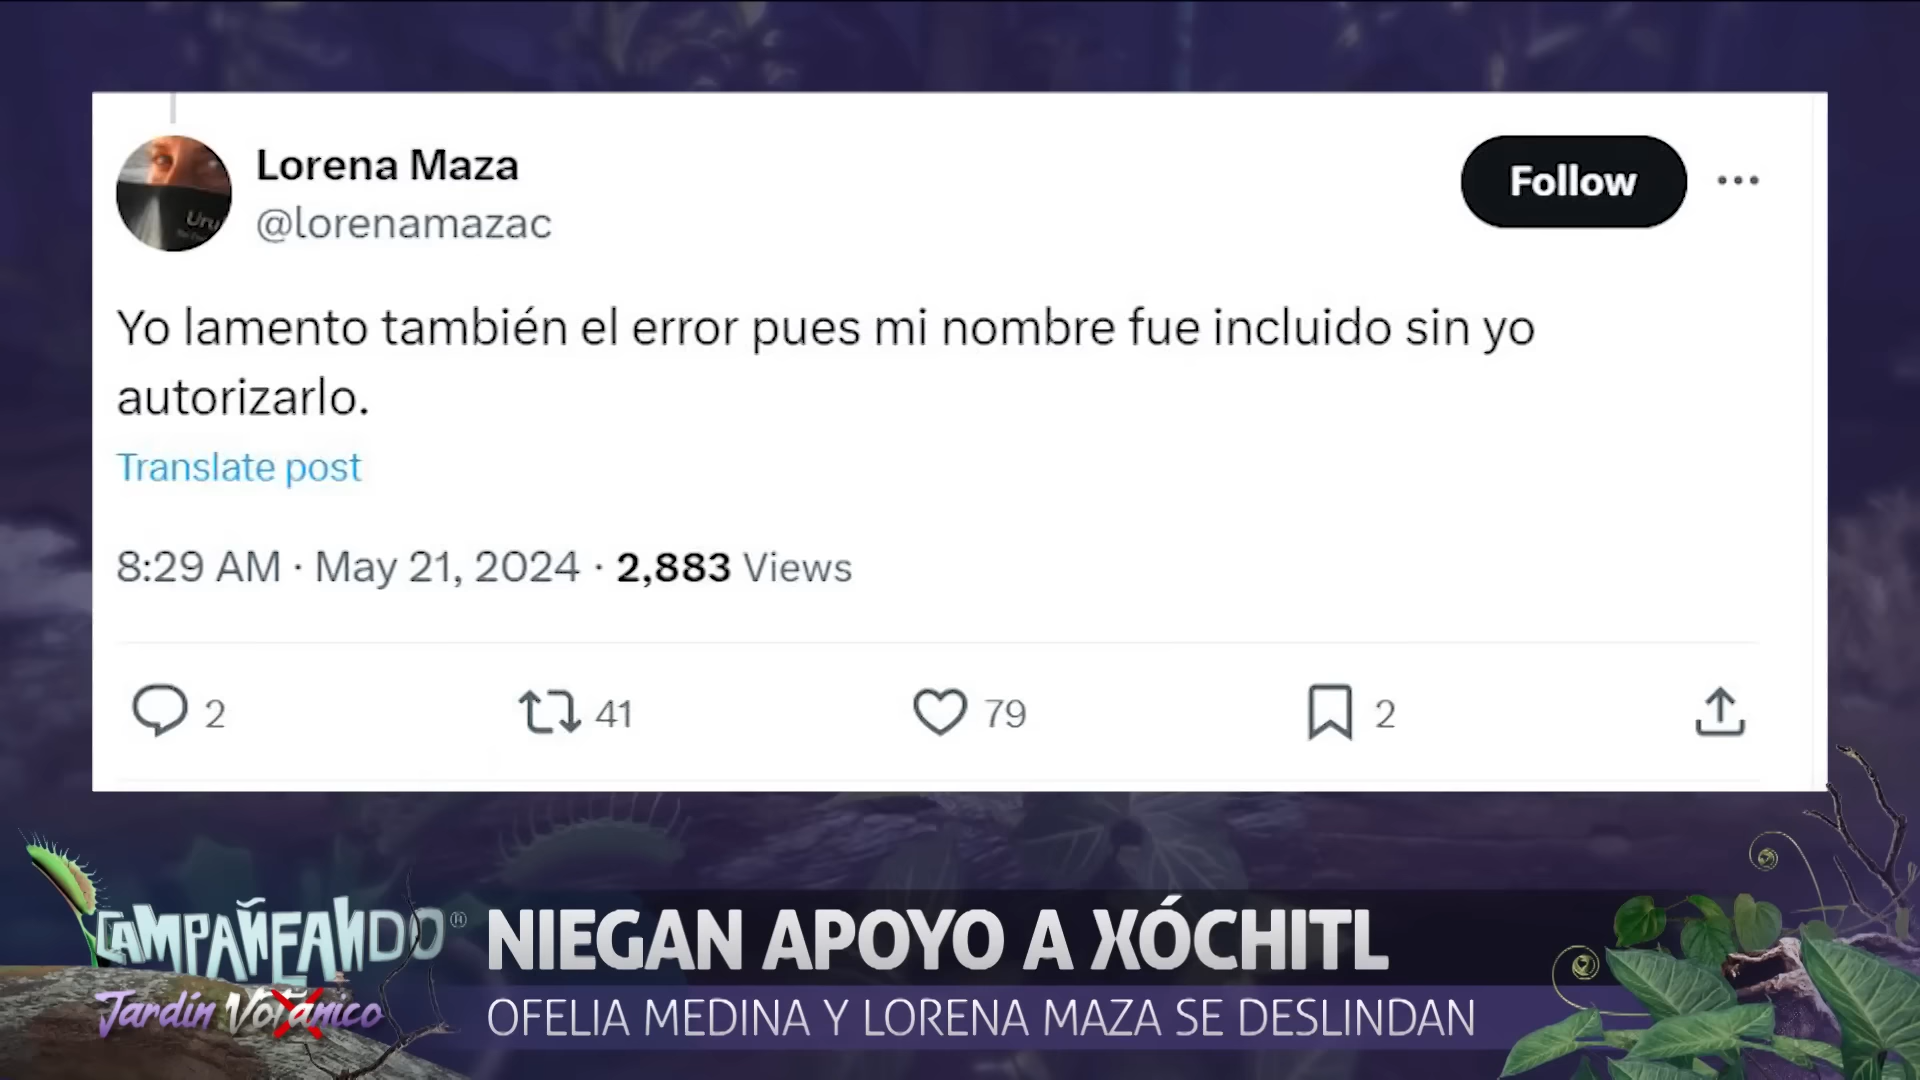 Lorena Maza
@lorenamazac
Follow
Uru
Yo lamento también el error pues mi nombre fue incluido sin yo
autorizarlo.
Translate post
8:29 AM · May 21, 2024 · 2,883 Views
2 41 79 2
CAMPAÑEANDO®
Jardín Votánico
NIEGAN APOYO A XÓCHITL
OFELIA MEDINA Y LORENA MAZA SE DESLINDAN